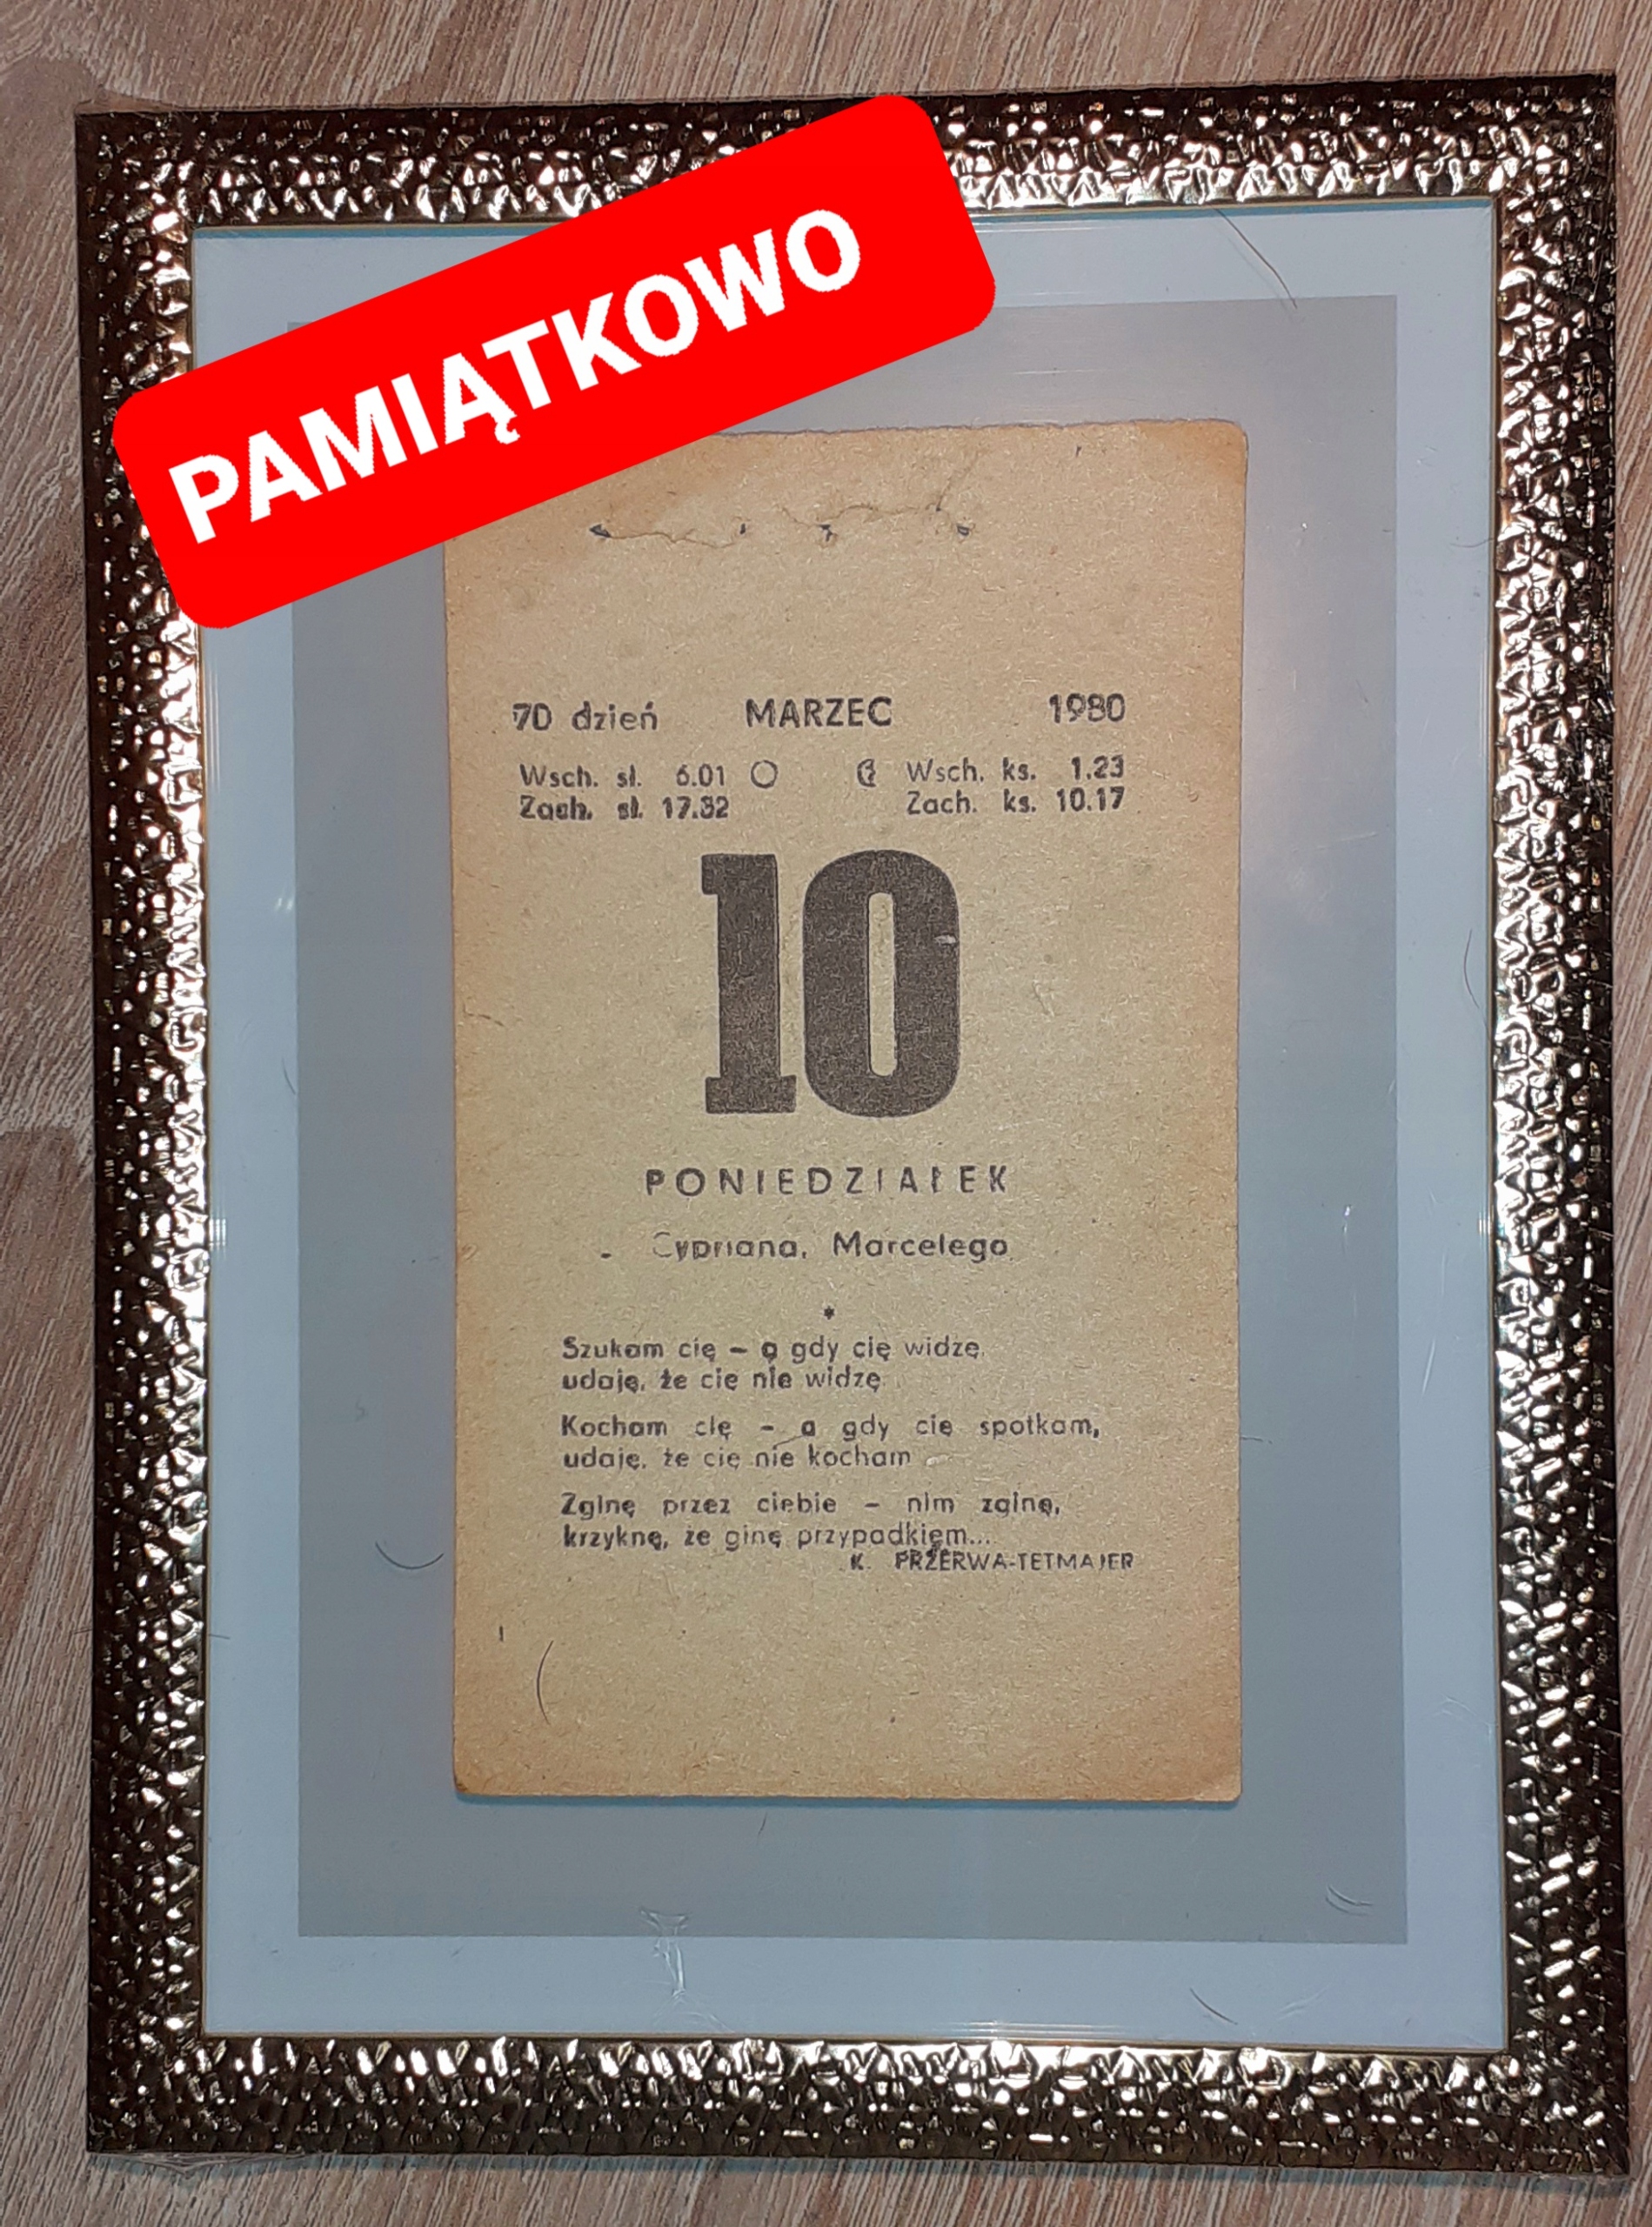 PAMIĄTKOWO
70 dzień MARZEC 1980
Wsch. sł. 6.01 Wsch. ks. 1.23
Zach. sł. 17.32 Zach. ks. 10.17
10
PONIEDZIAŁEK
Cypriana, Marcelego
*
Szukam cię – a gdy cię widzę,
udaję, że cię nie widzę.
Kocham cię – a gdy cię spotkam,
udaję, że cię nie kocham
Zginę przez ciebie – nim zginę,
krzyknę, że ginę przypadkiem...
K. PRZERWA-TETMAJER